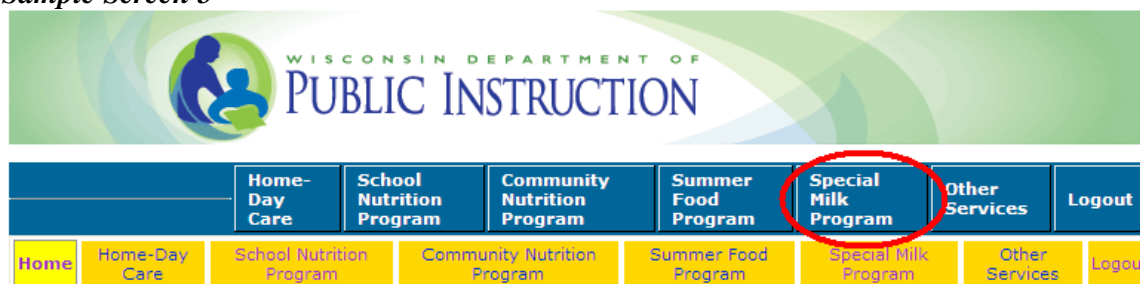 Sample Screen 3
WISCONSIN DEPARTMENT OF
PUBLIC INSTRUCTION
Home-Day Care
School Nutrition Program
Community Nutrition Program
Summer Food Program
Special Milk Program
Other Services
Logout
Home
Home-Day Care
School Nutrition Program
Community Nutrition Program
Summer Food Program
Special Milk Program
Other Services